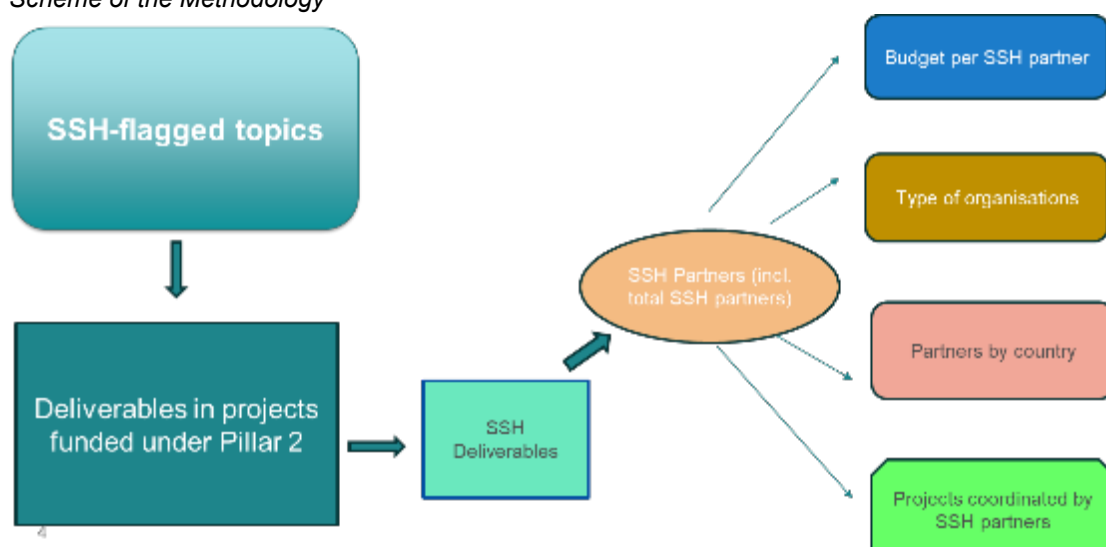 Scheme of the Methodology
SSH-flagged topics
Deliverables in projects
funded under Pillar 2
4
SSH
Deliverables
SSH Partners (incl.
total SSH partners)
Budget per SSH partner
Type of organisations
Partners by country
Projects coordinated by
SSH partners